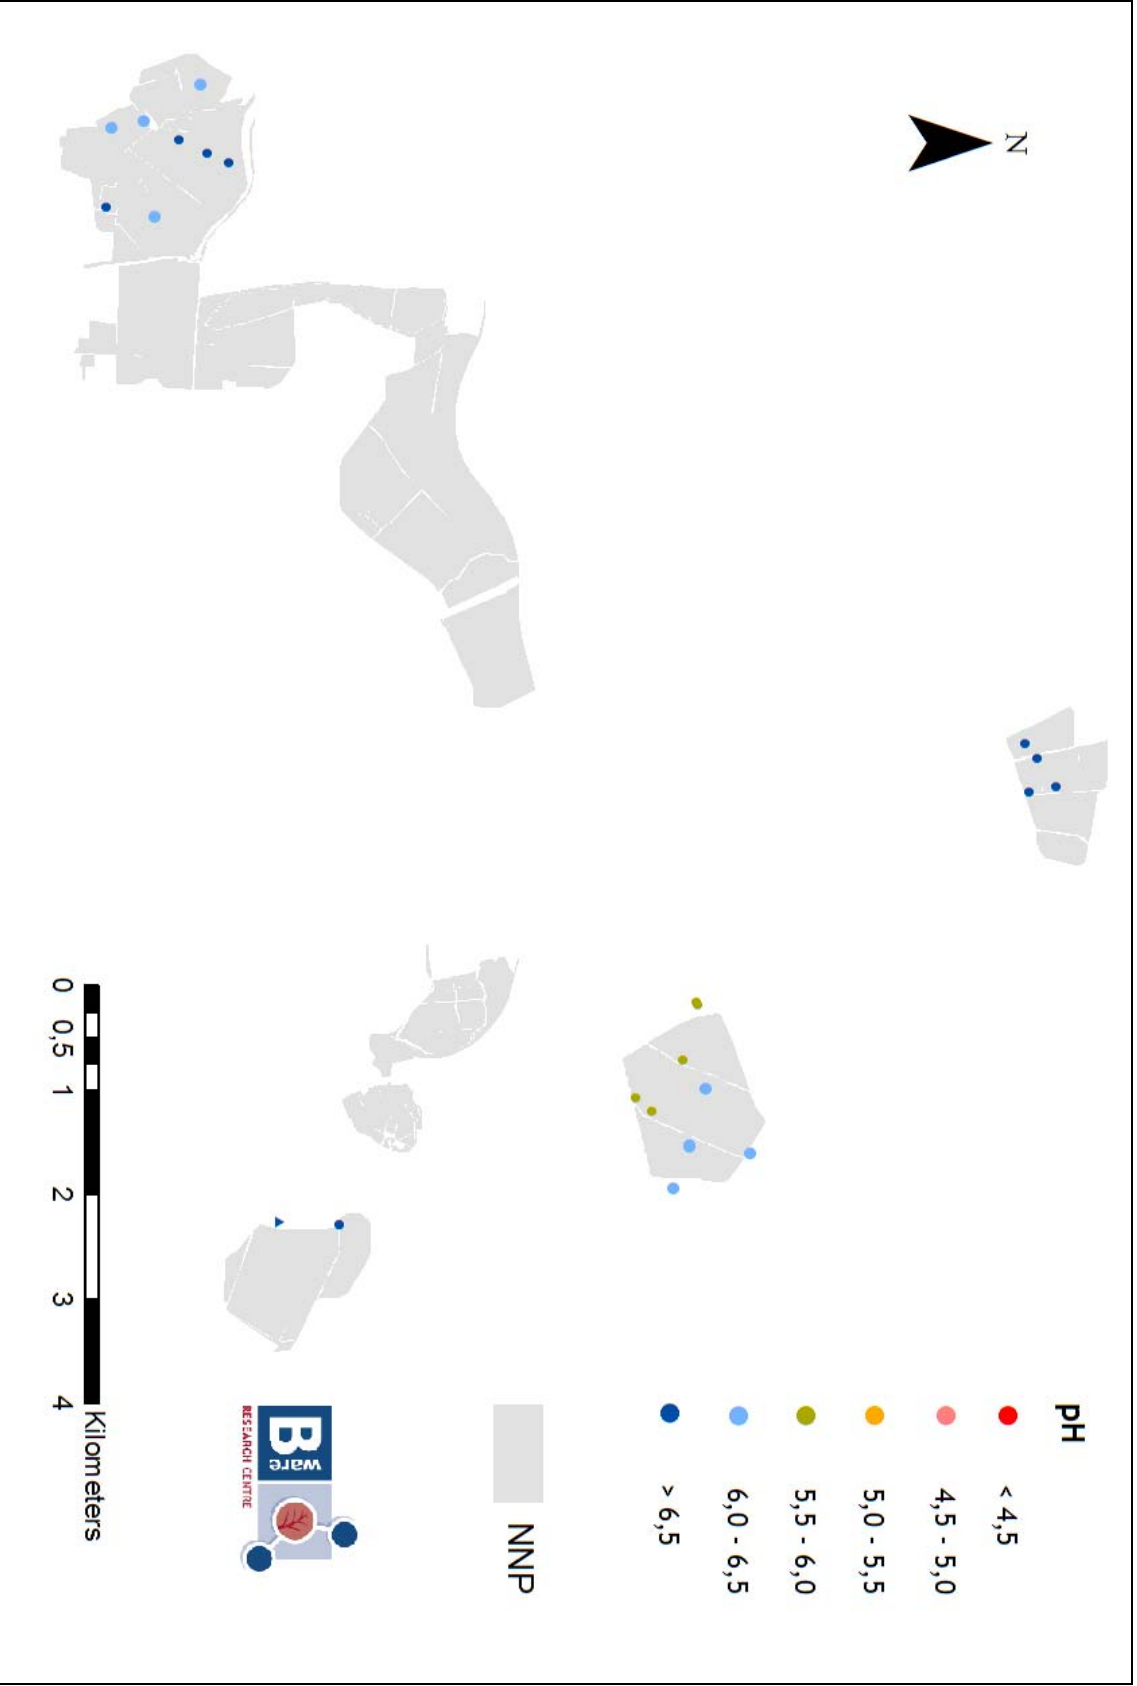 N
pH
< 4,5
4,5 - 5,0
5,0 - 5,5
5,5 - 6,0
6,0 - 6,5
> 6,5
NNP
B ware
RESEARCH CENTRE
0 0,5 1 2 3 4
Kilometers